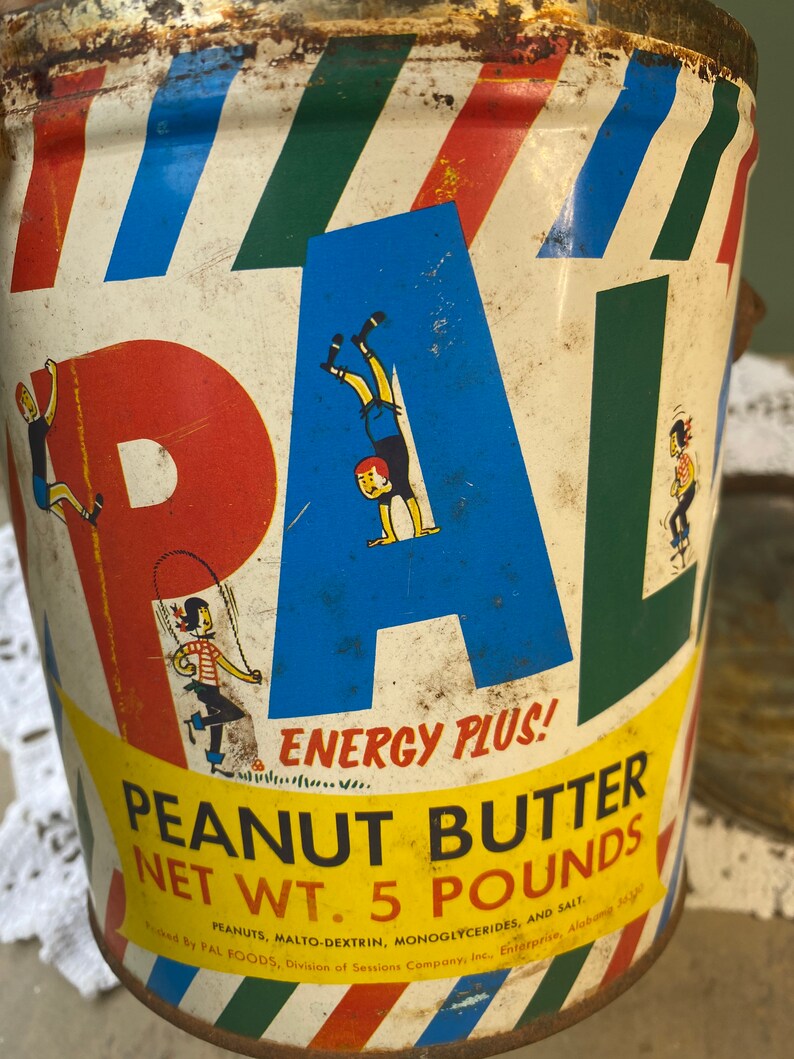 PAL
ENERGY PLUS!
PEANUT BUTTER
NET WT. 5 POUNDS
PEANUTS, MALTO-DEXTRIN, MONOGLYCERIDES, AND SALT.
Packed By PAL FOODS, Division of Sessions Company, Inc., Enterprise, Alabama 36330